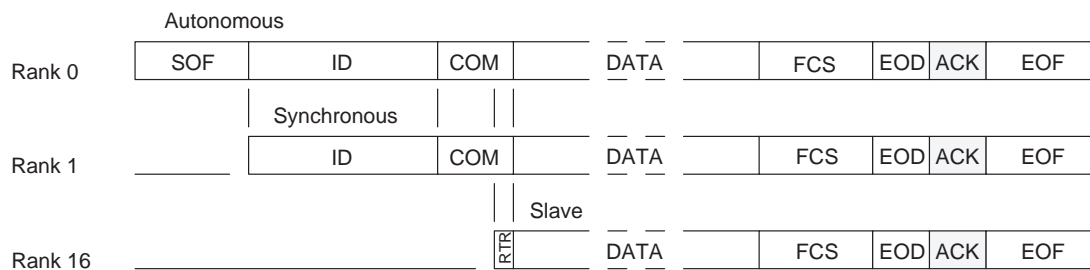 Autonomous
Rank 0 SOF ID COM DATA FCS EOD ACK EOF
Synchronous
Rank 1 ID COM DATA FCS EOD ACK EOF
Slave
Rank 16 RTR DATA FCS EOD ACK EOF